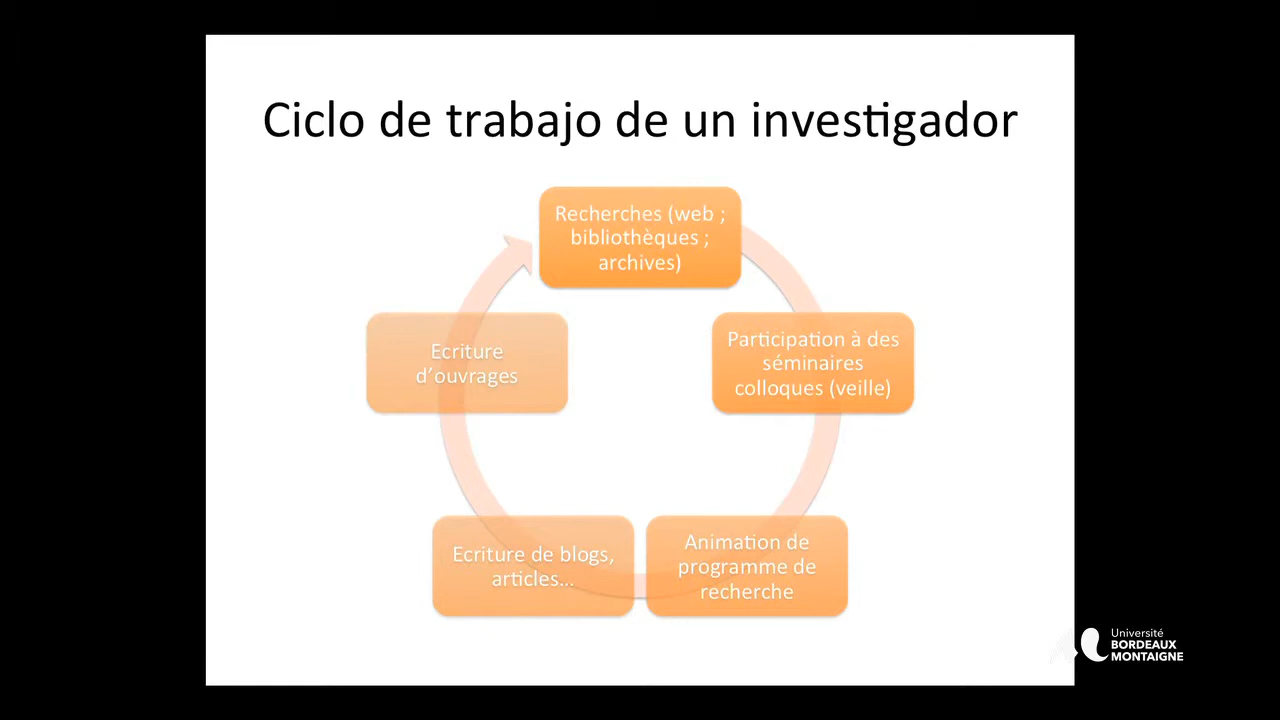 Ciclo de trabajo de un investigador
Recherches (web ;
bibliothèques ;
archives)
Participation à des
séminaires
colloques (veille)
Animation de
programme de
recherche
Ecriture de blogs,
articles...
Ecriture
d’ouvrages
Université
BORDEAUX
MONTAIGNE